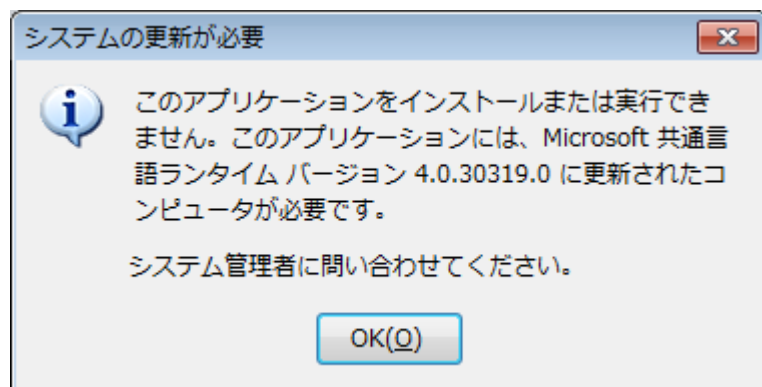 システムの更新が必要
このアプリケーションをインストールまたは実行でき
ません。このアプリケーションには、Microsoft 共通言
語ランタイム バージョン 4.0.30319.0 に更新されたコ
ンピュータが必要です。
システム管理者に問い合わせてください。
OK(O)